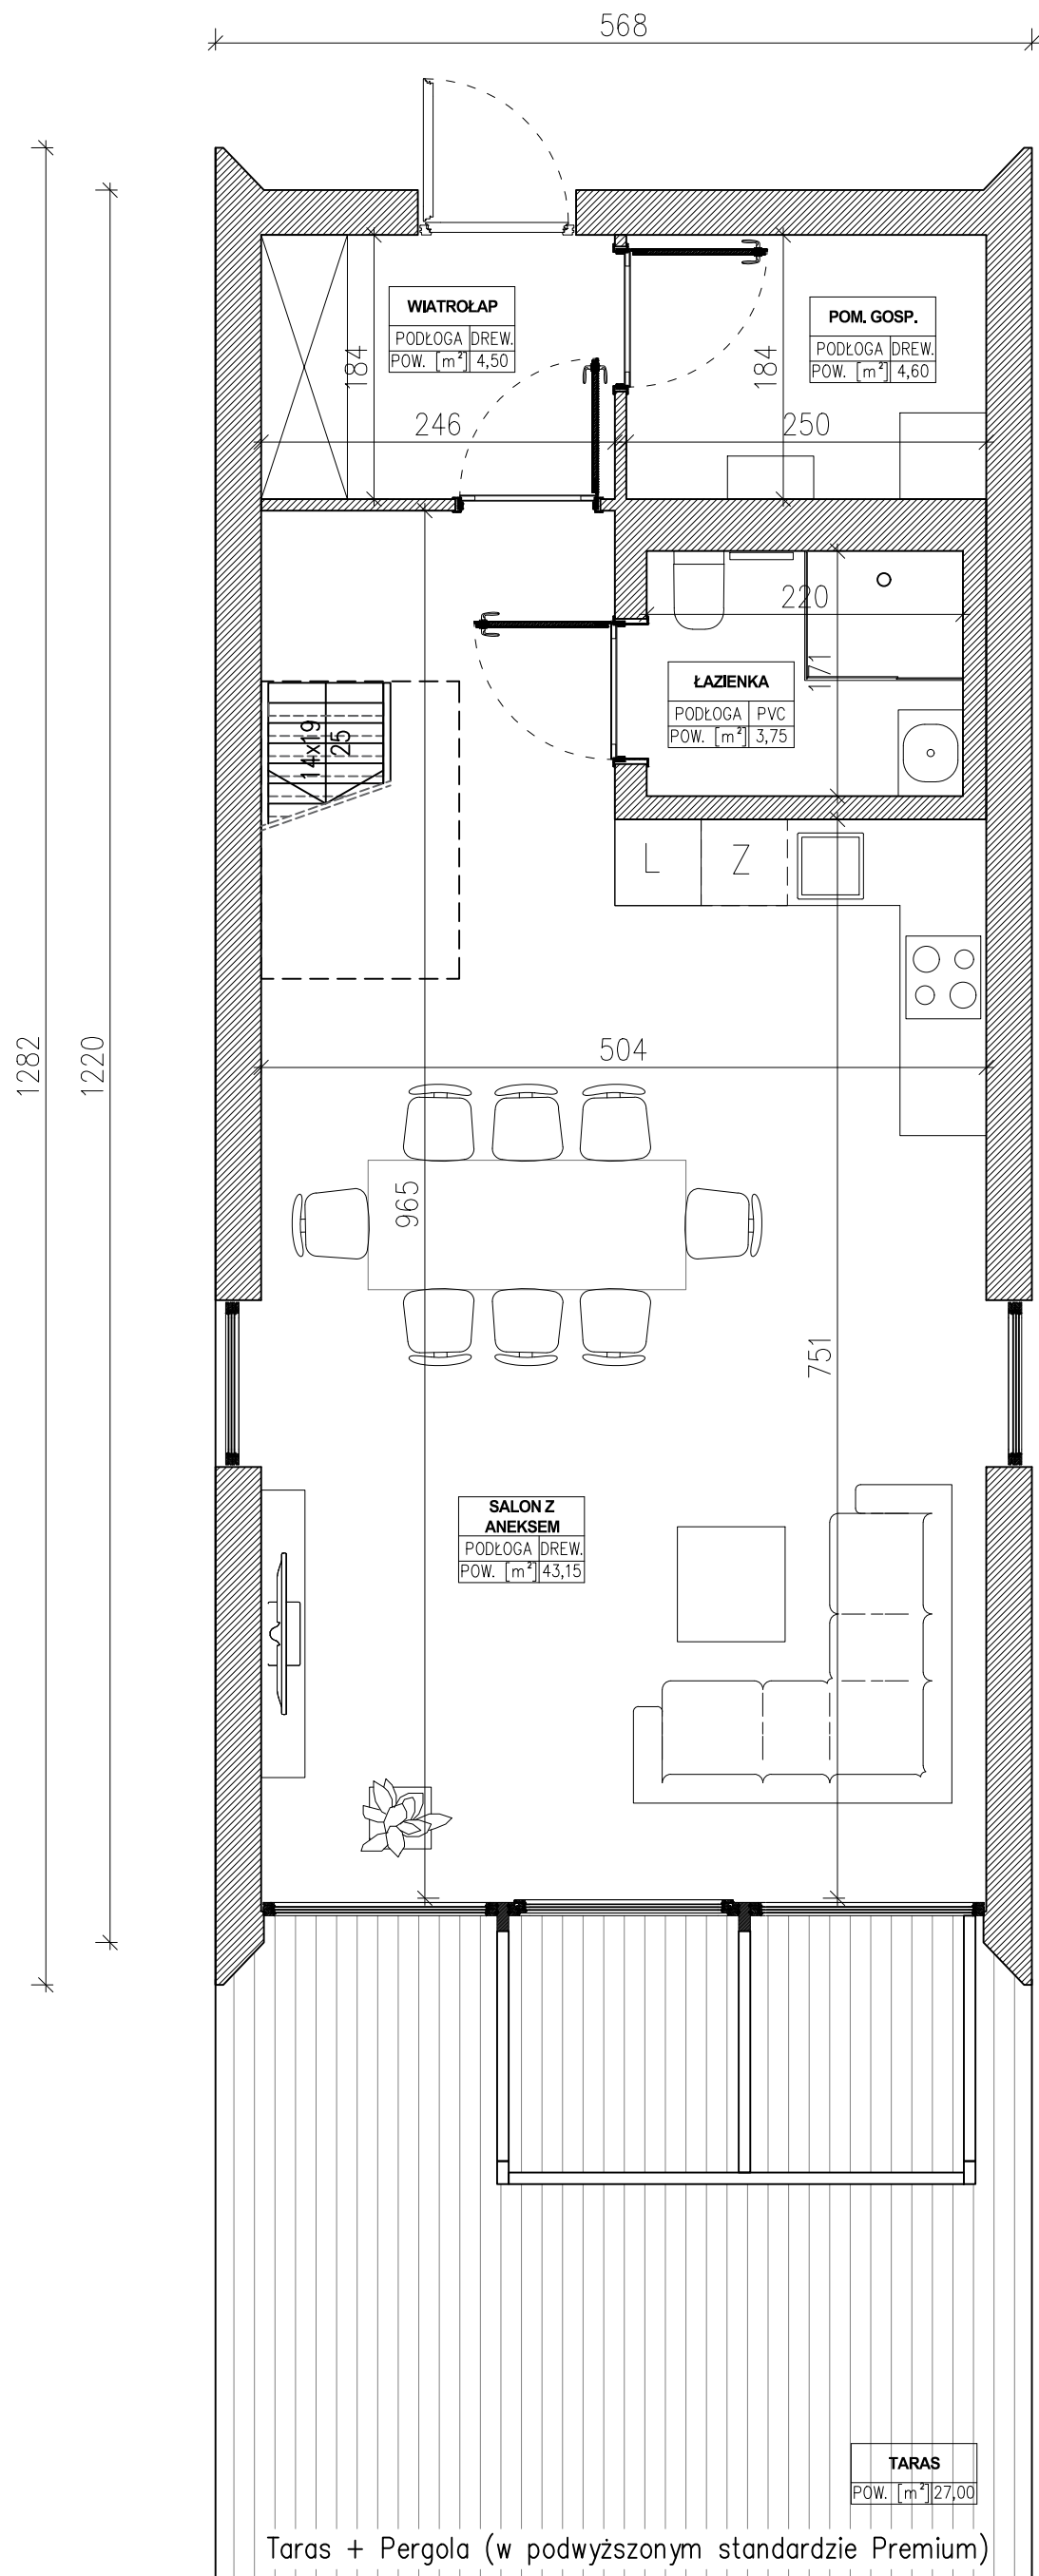 568
WIATROŁAP
PODŁOGA DREW.
POW. [m²] 4,50
POM. GOSP.
PODŁOGA DREW.
POW. [m²] 4,60
184
184
246
250
220
171
ŁAZIENKA
PODŁOGA PVC
POW. [m²] 3,75
14x19
25
L
Z
1282
1220
504
965
751
SALON Z
ANEKSEM
PODŁOGA DREW.
POW. [m²] 43,15
TARAS
POW. [m²] 27,00
Taras + Pergola (w podwyższonym standardzie Premium)